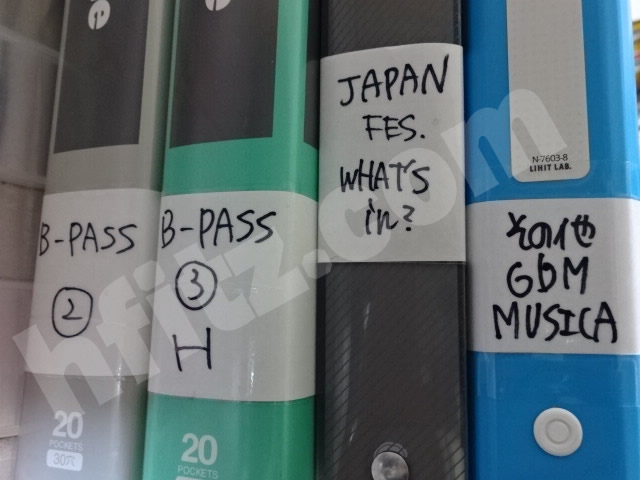 B-PASS
②
20
POCKETS
30穴
B-PASS
③
H
20
POCKETS
JAPAN
FES.
WHAT'S
in?
N-7603-8
LIHIT LAB.
その他
GbM
MUSICA
hfitz.com